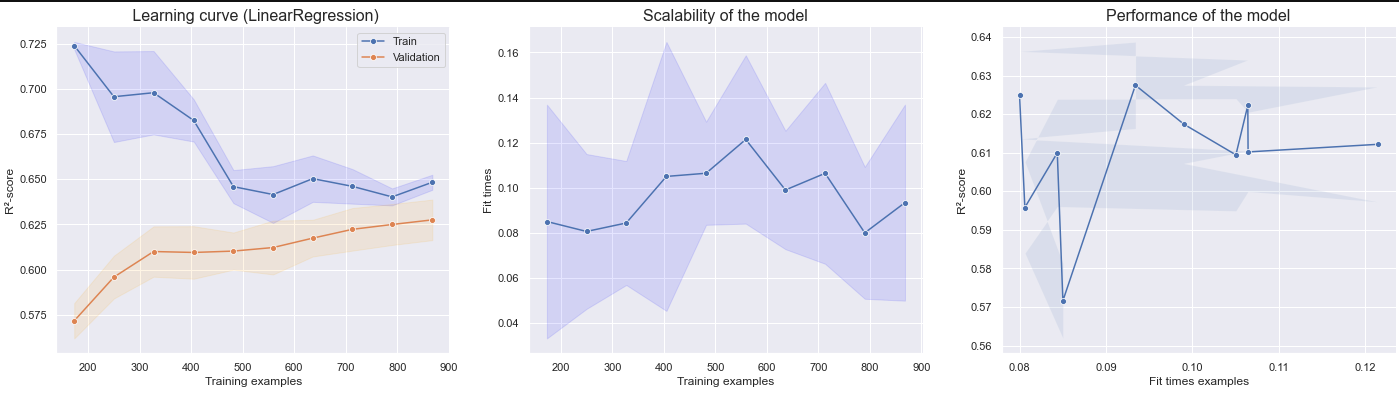 Learning curve (LinearRegression)
Train
Validation
0.725
0.700
0.675
0.650
0.625
0.600
0.575
R²-score
200 300 400 500 600 700 800 900
Training examples
Scalability of the model
0.16
0.14
0.12
0.10
0.08
0.06
0.04
Fit times
200 300 400 500 600 700 800 900
Training examples
Performance of the model
0.64
0.63
0.62
0.61
0.60
0.59
0.58
0.57
0.56
R²-score
0.08 0.09 0.10 0.11 0.12
Fit times examples